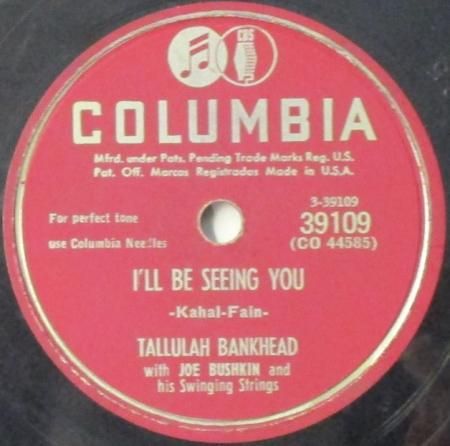 CBS
COLUMBIA
Mfrd. under Pats. Pending Trade Marks Reg. U.S.
Pat. Off. Marcas Registradas Made in U.S.A.
3-39109
For perfect tone 39109
use Columbia Needles (CO 44585)
I'LL BE SEEING YOU
-Kahal-Fain-
TALLULAH BANKHEAD
with JOE BUSHKIN and
his Swinging Strings